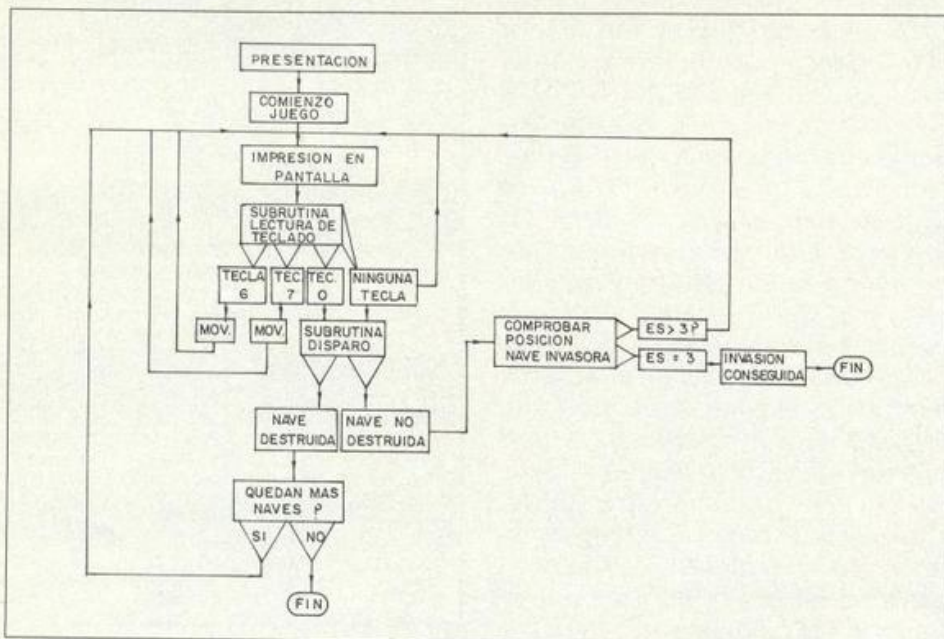 PRESENTACION
COMIENZO
JUEGO
IMPRESION EN
PANTALLA
SUBRUTINA
LECTURA DE
TECLADO
TECLA
6
TEC.
7
TEC.
0
NINGUNA
TECLA
MOV.
MOV.
SUBRUTINA
DISPARO
COMPROBAR
POSICION
NAVE INVASORA
ES > 3 ?
ES = 3
INVASION
CONSEGUIDA
FIN
NAVE
DESTRUIDA
NAVE NO
DESTRUIDA
QUEDAN MAS
NAVES ?
SI
NO
FIN